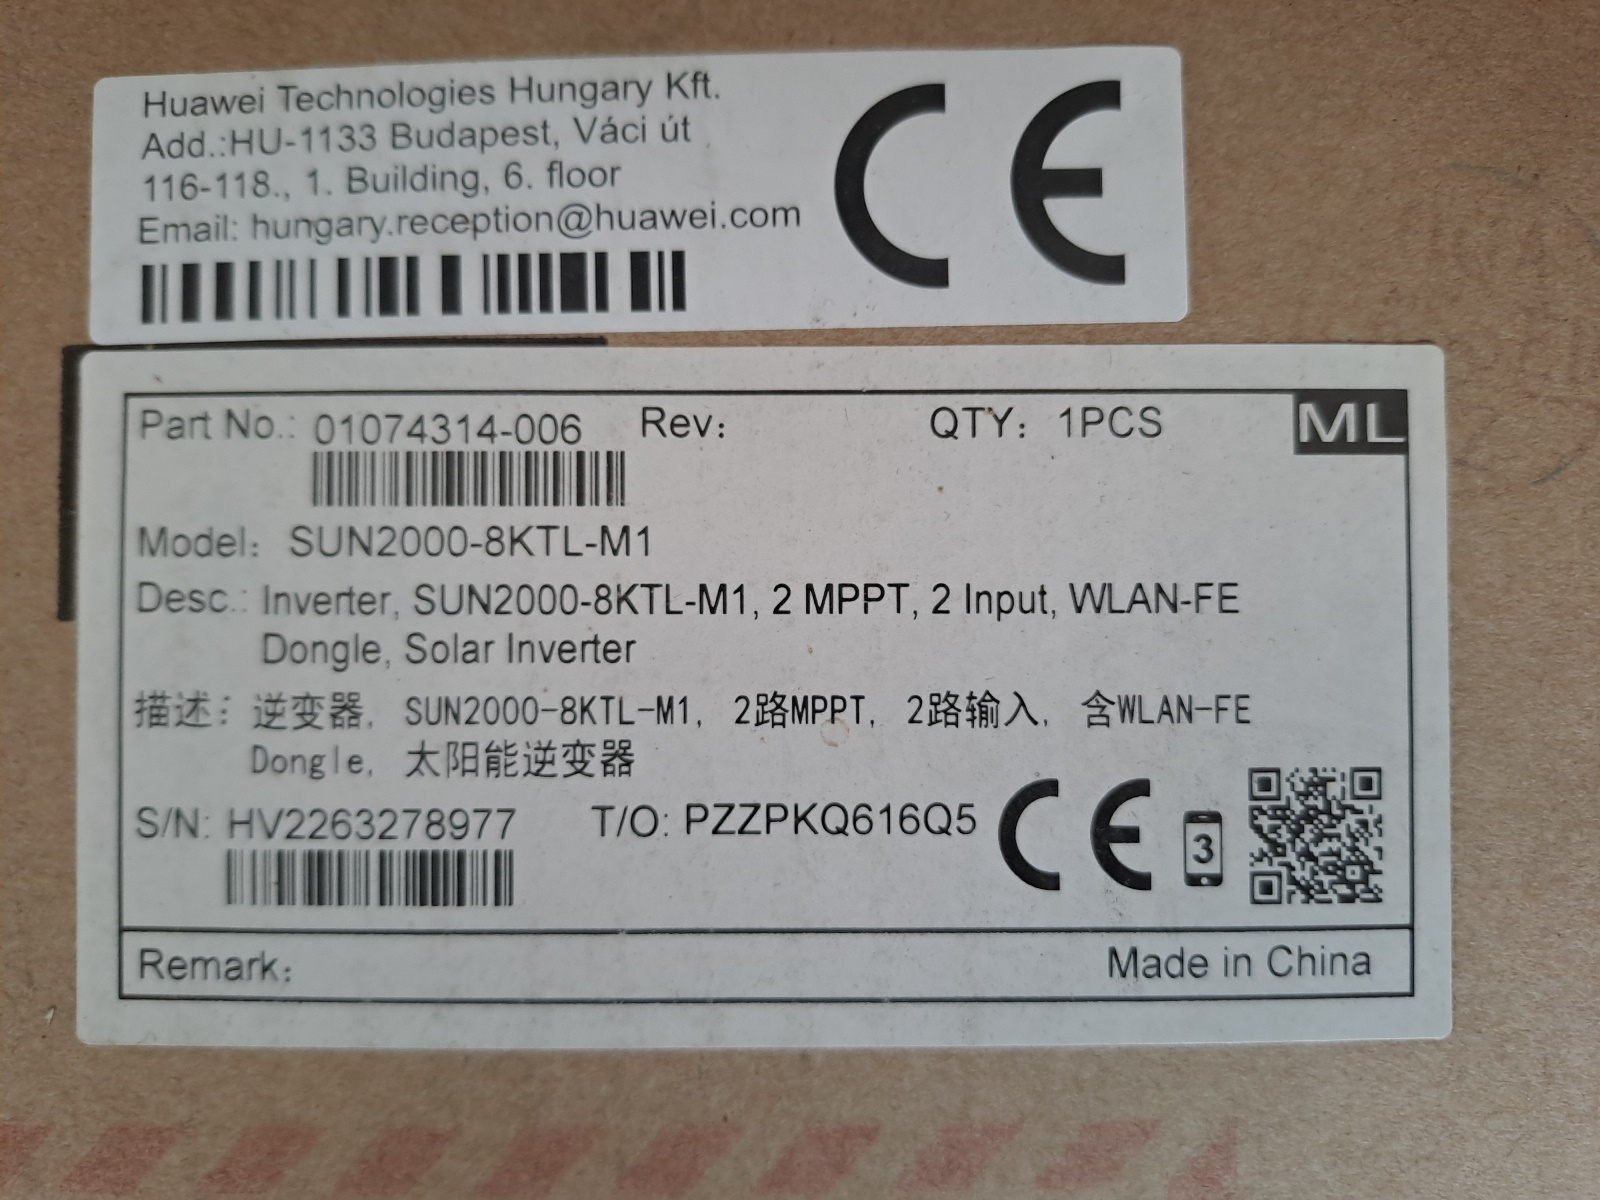 Huawei Technologies Hungary Kft.
Add.:HU-1133 Budapest, Váci út
116-118., 1. Building, 6. floor
Email: hungary.reception@huawei.com
CE
Part No.: 01074314-006 Rev: QTY: 1PCS ML
Model: SUN2000-8KTL-M1
Desc.: Inverter, SUN2000-8KTL-M1, 2 MPPT, 2 Input, WLAN-FE
Dongle, Solar Inverter
描述: 逆变器, SUN2000-8KTL-M1, 2路MPPT, 2路输入, 含WLAN-FE
Dongle, 太阳能逆变器
S/N: HV2263278977 T/O: PZZPKQ616Q5 CE 3
Remark: Made in China